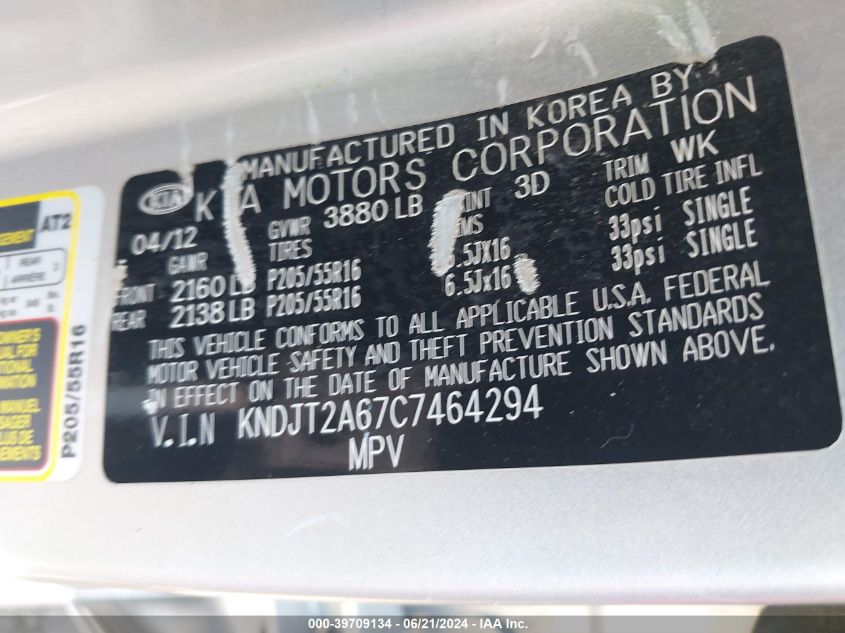 MANUFACTURED IN KOREA BY
KIA KIA MOTORS CORPORATION
04/12 GVWR 3880 LB 3D TRIM WK
GAWR TIRES COLD TIRE INFL
FRONT 2160 LB P205/55R16 6.5JX16 33psi SINGLE
REAR 2138 LB P205/55R16 6.5Jx16 33psi SINGLE
THIS VEHICLE CONFORMS TO ALL APPLICABLE U.S.A. FEDERAL
MOTOR VEHICLE SAFETY AND THEFT PREVENTION STANDARDS
IN EFFECT ON THE DATE OF MANUFACTURE SHOWN ABOVE.
V.I.N KNDJT2A67C7464294
MPV
AT2
REAR
ARRIÈRE
P205/55R16
000-39709134 - 06/21/2024 - IAA Inc.